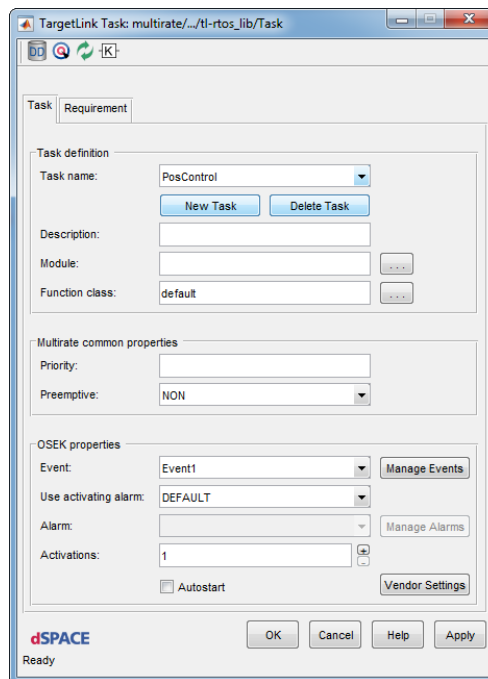 TargetLink Task: multirate/.../tl-rtos_lib/Task
DD K
Task Requirement
Task definition
Task name: PosControl
New Task Delete Task
Description:
Module: ...
Function class: default ...
Multirate common properties
Priority:
Preemptive: NON
OSEK properties
Event: Event1 Manage Events
Use activating alarm: DEFAULT
Alarm: Manage Alarms
Activations: 1 + -
Autostart Vendor Settings
dSPACE OK Cancel Help Apply
Ready